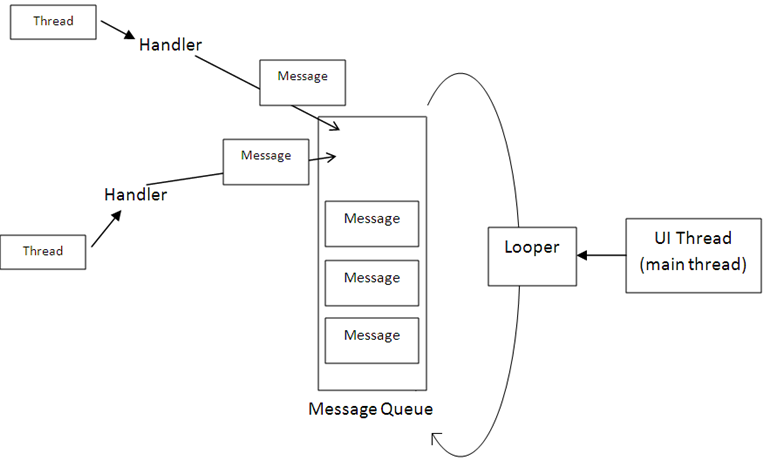 Thread
Handler
Message
Message
Handler
Thread
Message
Message
Message
Message Queue
Looper
UI Thread
(main thread)